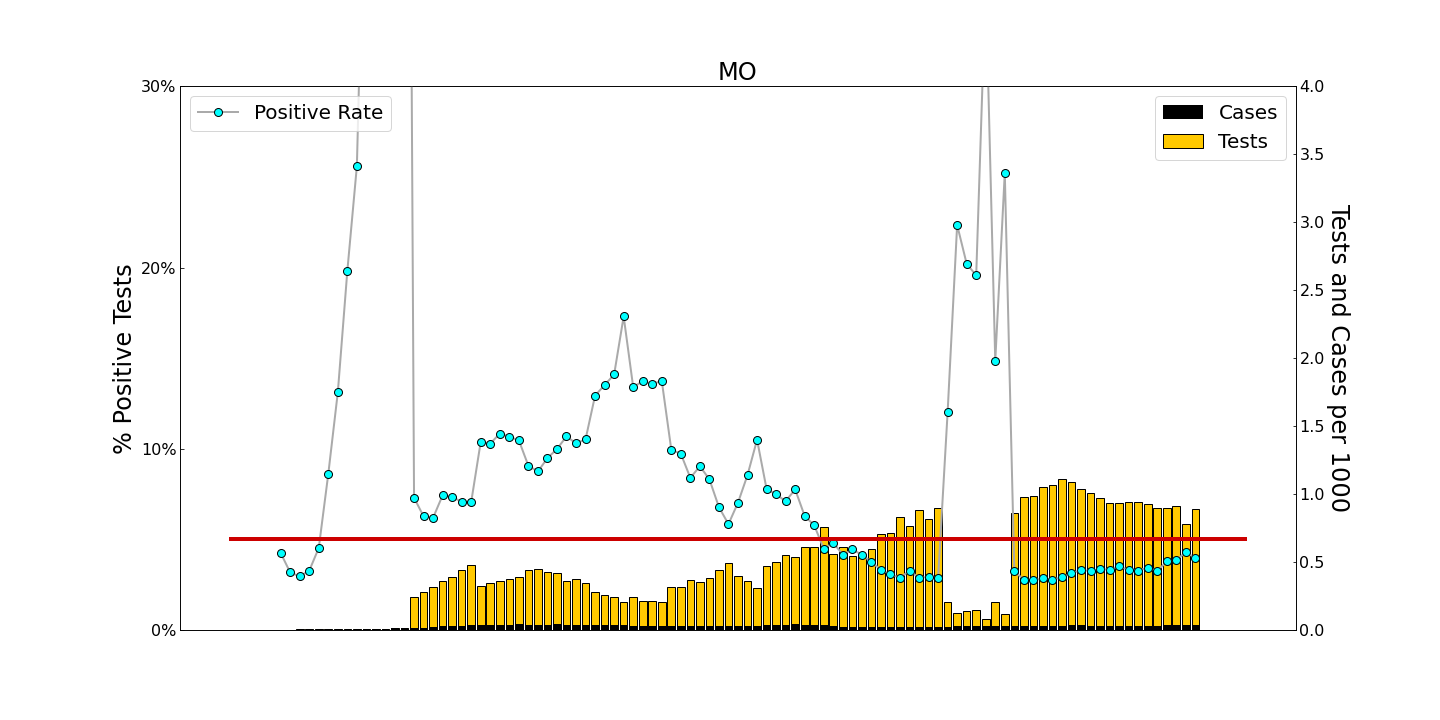 MO
30%
20%
10%
0%
% Positive Tests
Positive Rate
Cases
Tests
4.0
3.5
3.0
2.5
2.0
1.5
1.0
0.5
0.0
Tests and Cases per 1000